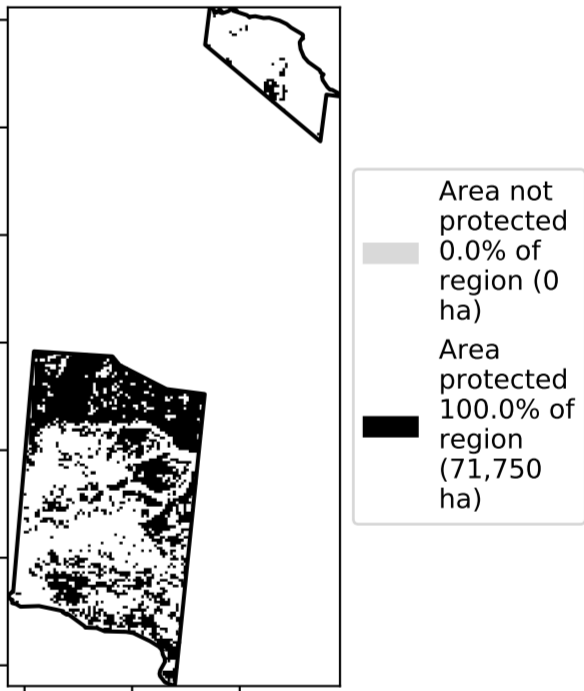 Area not
protected
0.0% of
region (0
ha)
Area
protected
100.0% of
region
(71,750
ha)